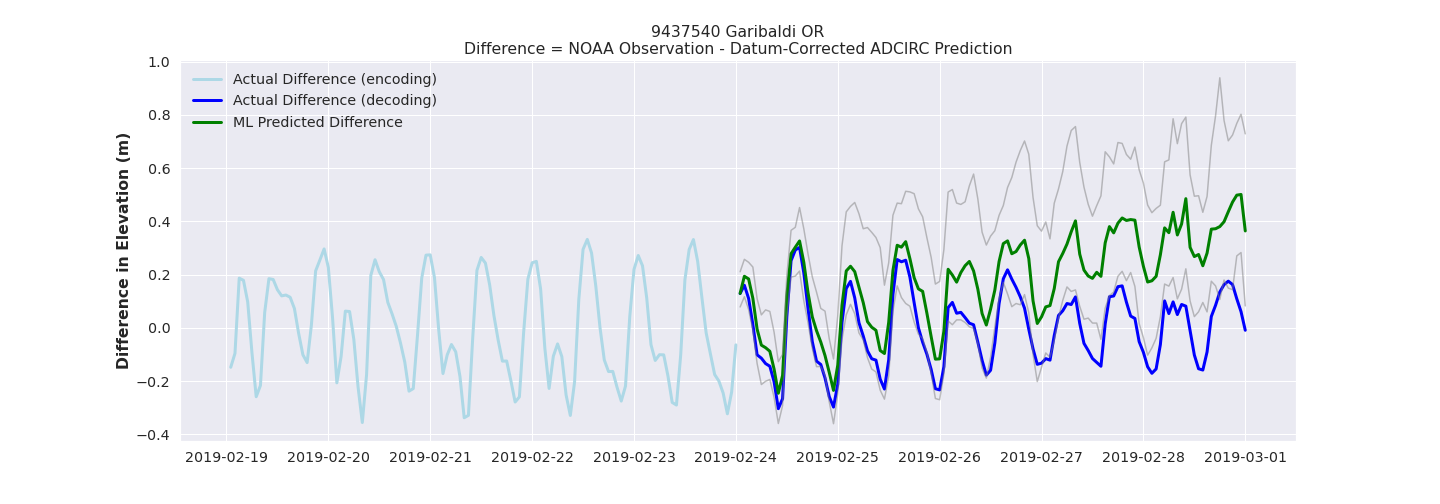 9437540 Garibaldi OR
Difference = NOAA Observation - Datum-Corrected ADCIRC Prediction
Difference in Elevation (m)
1.0
0.8
0.6
0.4
0.2
0.0
−0.2
−0.4
Actual Difference (encoding)
Actual Difference (decoding)
ML Predicted Difference
2019-02-19 2019-02-20 2019-02-21 2019-02-22 2019-02-23 2019-02-24 2019-02-25 2019-02-26 2019-02-27 2019-02-28 2019-03-01